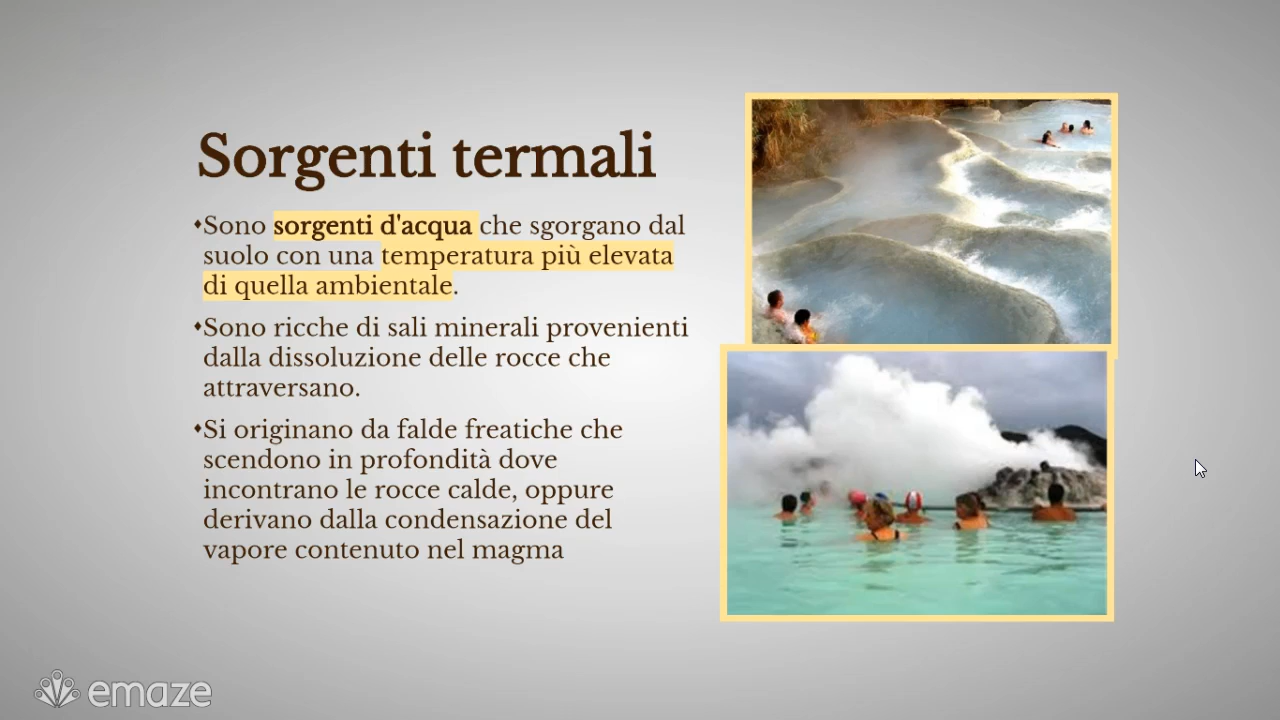 Sorgenti termali
♦Sono sorgenti d'acqua che sgorgano dal
suolo con una temperatura più elevata
di quella ambientale.
♦Sono ricche di sali minerali provenienti
dalla dissoluzione delle rocce che
attraversano.
♦Si originano da falde freatiche che
scendono in profondità dove
incontrano le rocce calde, oppure
derivano dalla condensazione del
vapore contenuto nel magma
emaze